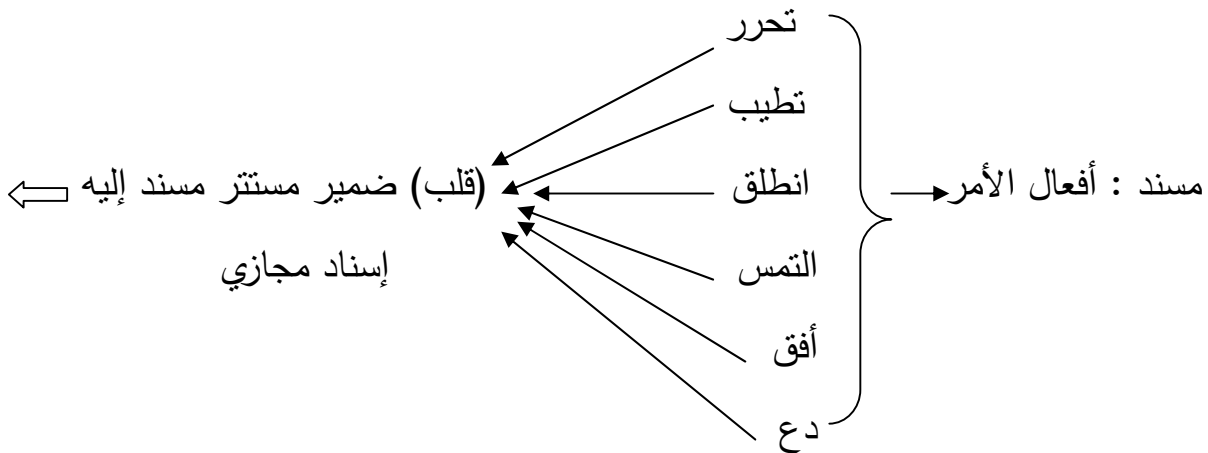 تحرر
تطيب
مسند : أفعال الأمر انطلق (قلب) ضمير مستتر مسند إليه
التمس إسناد مجازي
أفق
دع